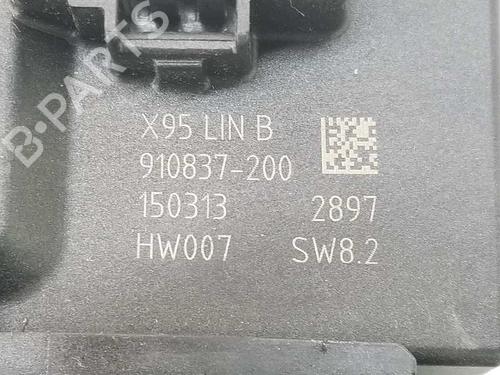 X95 LIN B
910837-200
150313 2897
HW007 SW8.2
B-PARTS